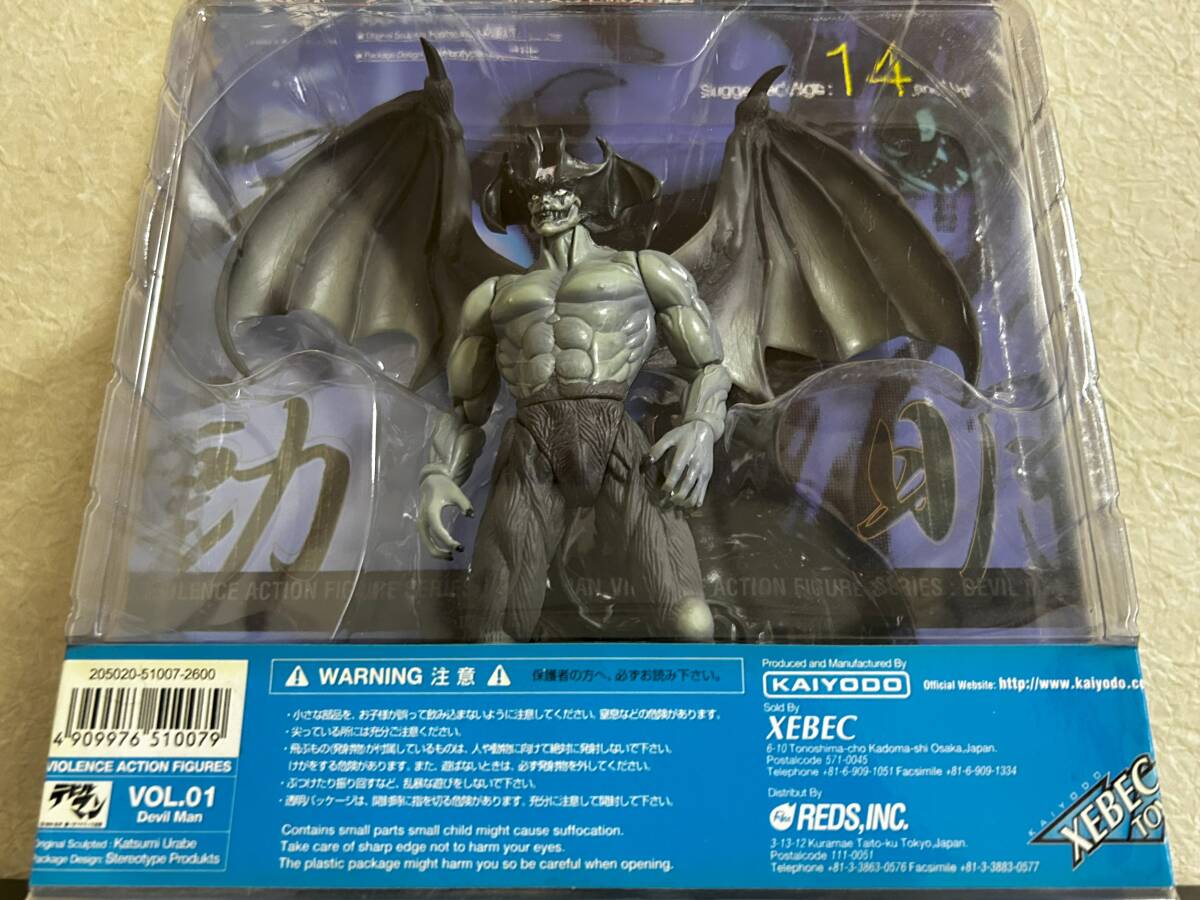 Suggested Age : 14 and Up
動
明
VIOLENCE ACTION FIGURE SERIES
ACTION FIGURE SERIES : DEVIL
205020-51007-2600
4 909976 510079
VIOLENCE ACTION FIGURES
デビルマン
VOL.01
Devil Man
Original Sculpted : Katsumi Urabe
Package Design : Stereotype Produkts
WARNING 注意
保護者の方へ、必ずお読み下さい。
・小さな部品を、お子様が誤って飲み込まないように注意してください。窒息などの危険があります。
・尖っている所には充分ご注意ください。
・飛ぶもの(発射物)が付属しているものは、人や動物に向けて絶対に発射しないで下さい。
けがをする危険があります。また、遊ばないときは、必ず発射物を外してください。
・ぶつけたり振り回すなど、乱暴な遊びをしないで下さい。
・透明パッケージは、開封時に指を切る危険があります。充分に注意して開封して下さい。
Contains small parts small child might cause suffocation.
Take care of sharp edge not to harm your eyes.
The plastic package might harm you so be careful when opening.
Produced and Manufactured By
KAIYODO
Official Website: http://www.kaiyodo.co
Sold By
XEBEC
6-10 Tonoshima-cho Kadoma-shi Osaka,Japan.
Postalcode 571-0045
Telephone +81-6-909-1051 Facsimile +81-6-909-1334
Distribut By
REDS, INC.
3-13-12 Kuramae Taito-ku Tokyo,Japan.
Postalcode 111-0051
Telephone +81-3-3863-0576 Facsimile +81-3-3883-0577
KAIYODO
XEBEC
TO